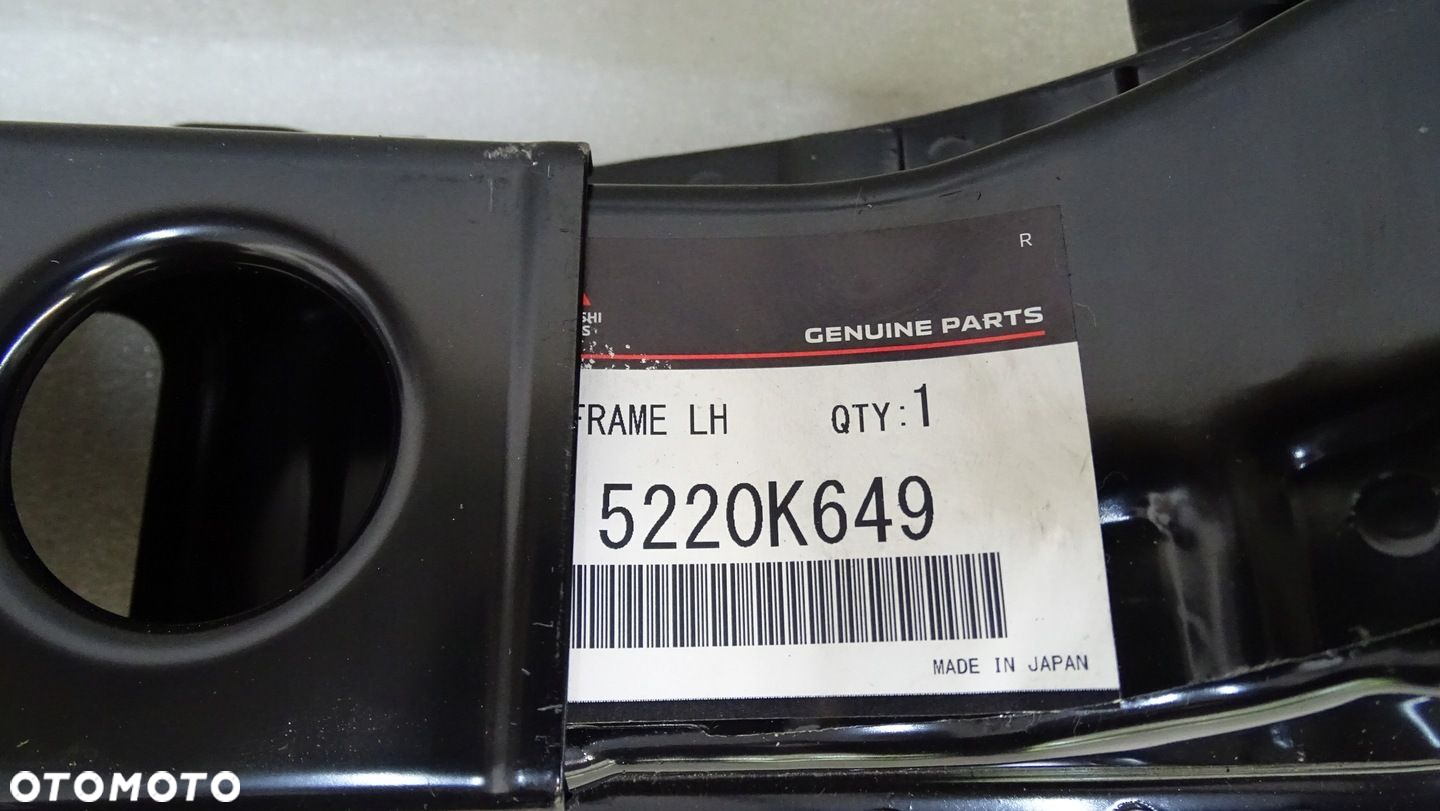 R
GENUINE PARTS
FRAME LH QTY:1
5220K649
MADE IN JAPAN
OTOMOTO